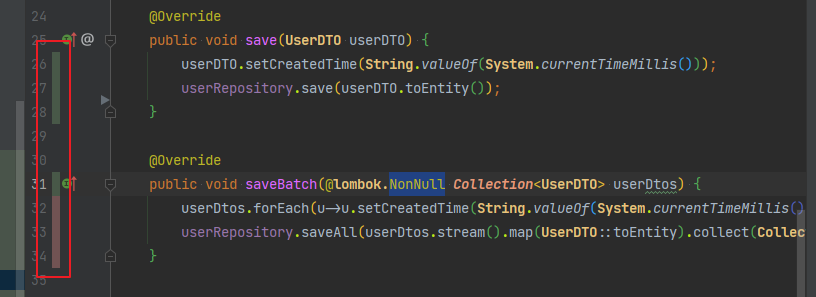 24 @Override
25 @ public void save(UserDTO userDTO) {
26 userDTO.setCreatedTime(String.valueOf(System.currentTimeMillis()));
27 userRepository.save(userDTO.toEntity());
28 }
29
30 @Override
31 public void saveBatch(@lombok.NonNull Collection<UserDTO> userDtos) {
32 userDtos.forEach(u→u.setCreatedTime(String.valueOf(System.currentTimeMillis()
33 userRepository.saveAll(userDtos.stream().map(UserDTO::toEntity).collect(Collec
34 }
35